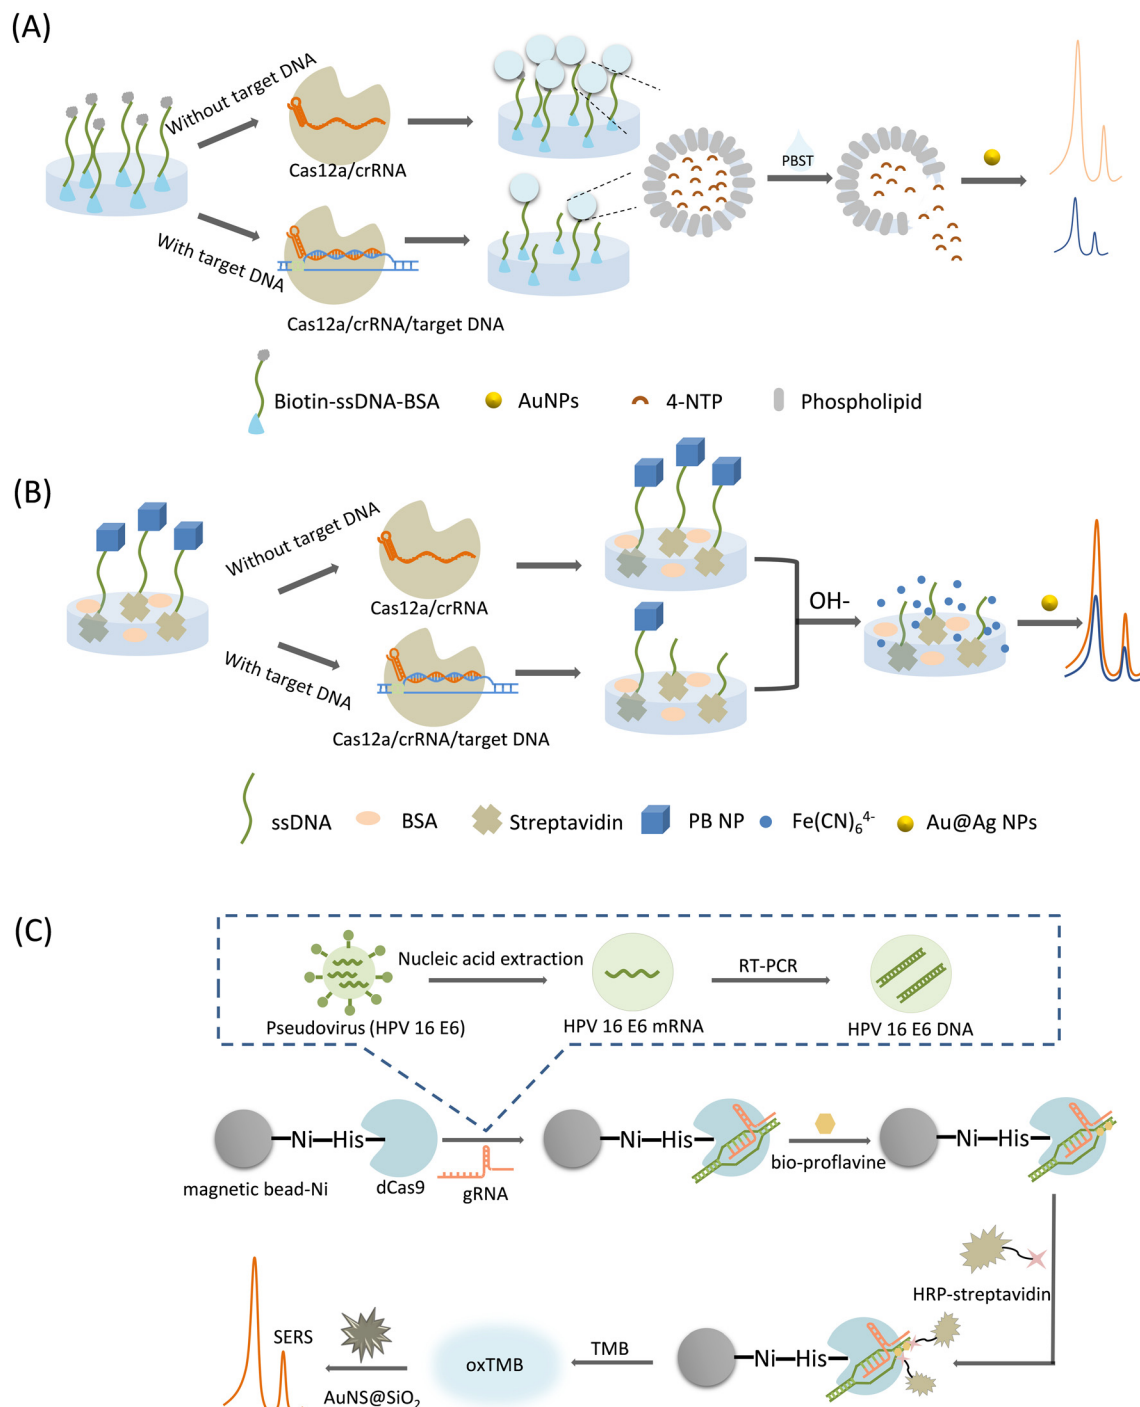 (A)
Without target DNA
Cas12a/crRNA
With target DNA
Cas12a/crRNA/target DNA
PBST
Biotin-ssDNA-BSA
AuNPs
4-NTP
Phospholipid
(B)
Without target DNA
Cas12a/crRNA
With target DNA
Cas12a/crRNA/target DNA
OH-
ssDNA
BSA
Streptavidin
PB NP
Fe(CN)₆⁴⁻
Au@Ag NPs
(C)
Nucleic acid extraction
RT-PCR
Pseudovirus (HPV 16 E6)
HPV 16 E6 mRNA
HPV 16 E6 DNA
Ni—His
magnetic bead-Ni
dCas9
gRNA
Ni—His
bio-proflavine
Ni—His
HRP-streptavidin
Ni—His
TMB
oxTMB
SERS
AuNS@SiO₂